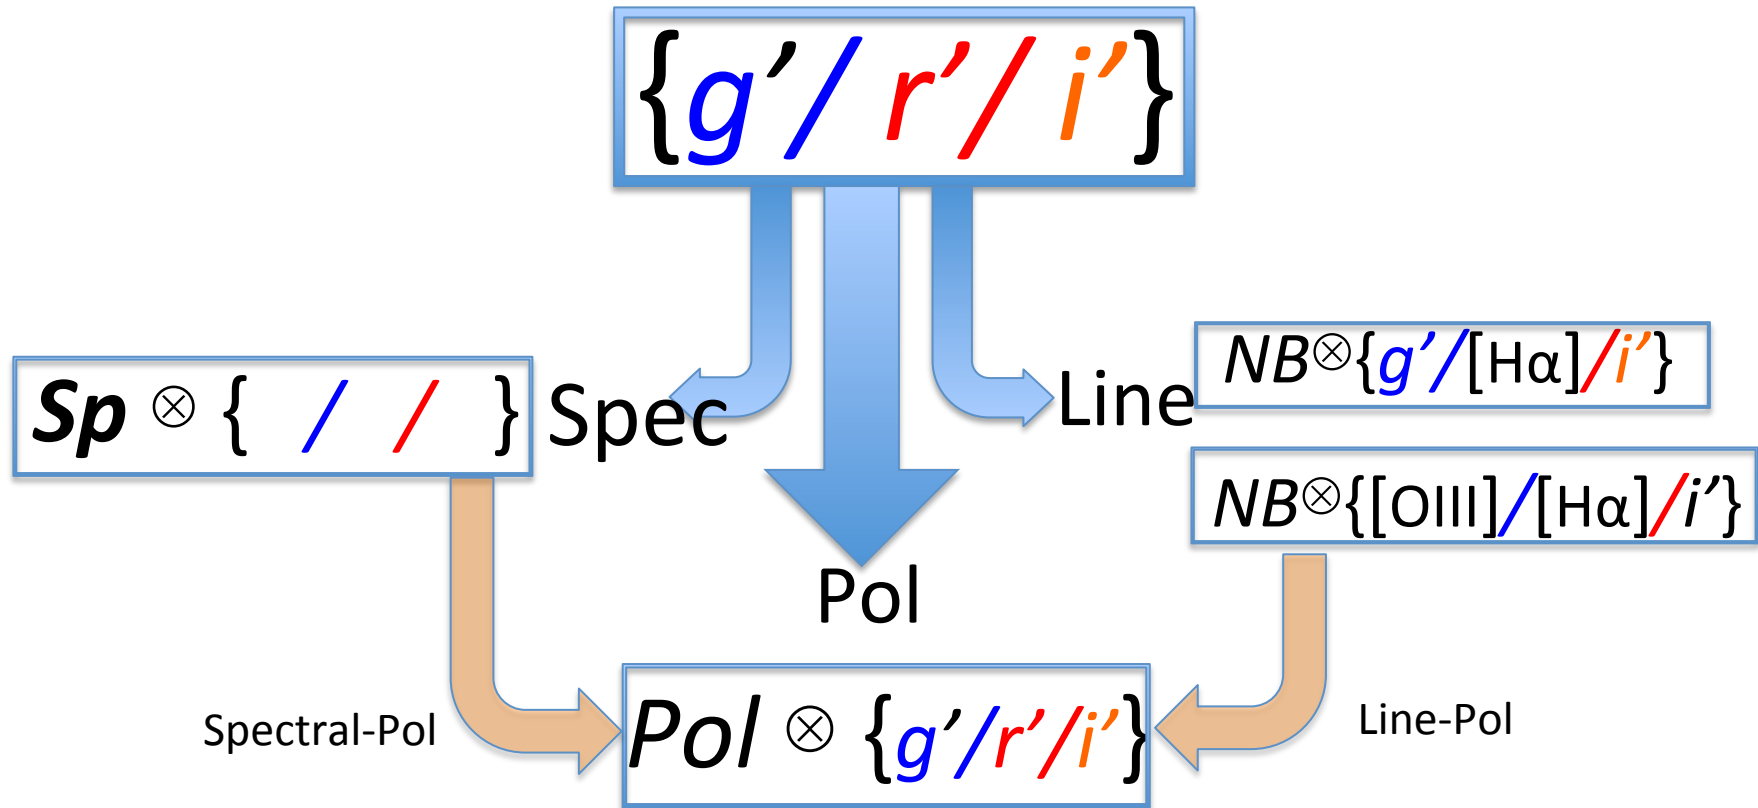 {g’/ r’/ i’}
NB⊗{g’/[Hα]/i’}
Sp ⊗ { / / } Spec
Line
NB⊗{[OIII]/[Hα]/i’}
Pol
Spectral-Pol
Pol ⊗ {g’/r’/i’}
Line-Pol